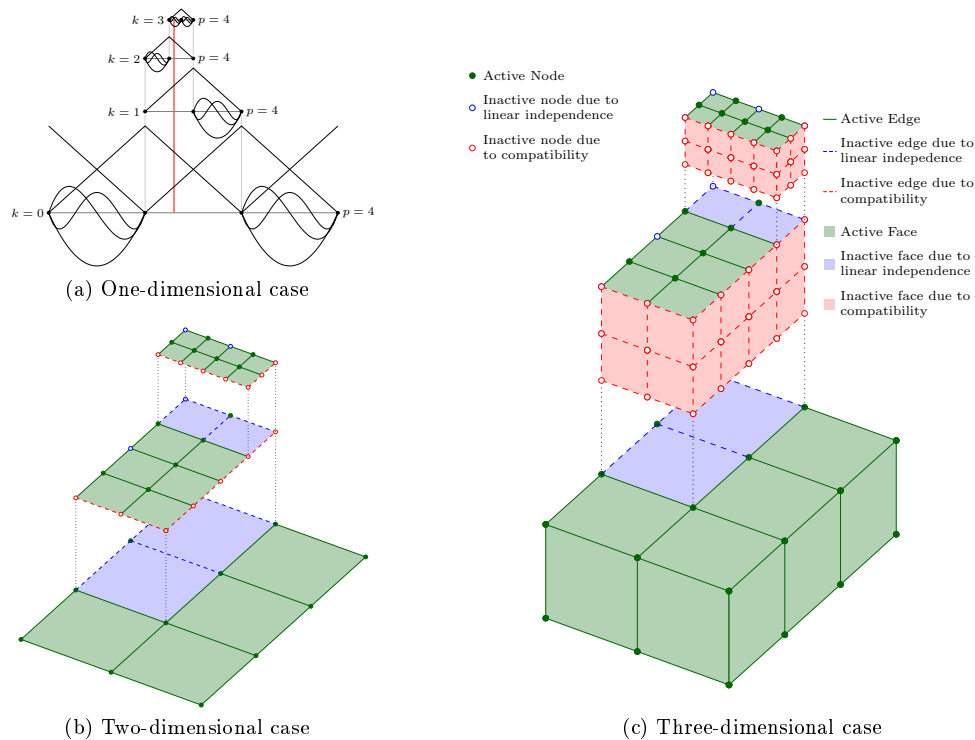 k = 3
p = 4
k = 2
p = 4
k = 1
p = 4
k = 0
p = 4
(a) One-dimensional case
(b) Two-dimensional case
Active Node
Inactive node due to
linear independence
Inactive node due
to compatibility
Active Edge
Inactive edge due to
linear indepedence
Inactive edge due to
compatibility
Active Face
Inactive face due to
linear independence
Inactive face due to
compatibility
(c) Three-dimensional case